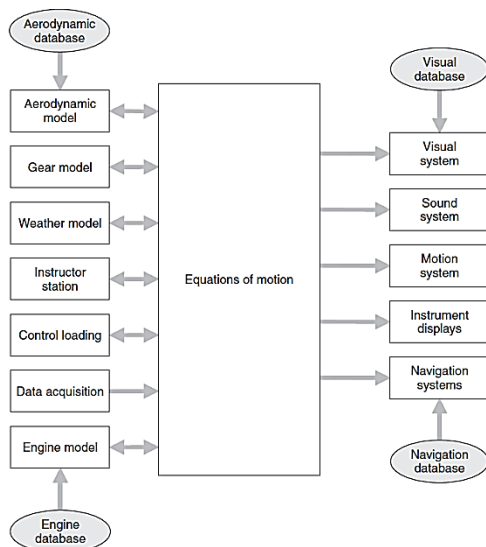 Aerodynamic
database
Aerodynamic
model
Gear model
Weather model
Instructor
station
Control loading
Data acquisition
Engine model
Engine
database
Equations of motion
Visual
database
Visual
system
Sound
system
Motion
system
Instrument
displays
Navigation
systems
Navigation
database